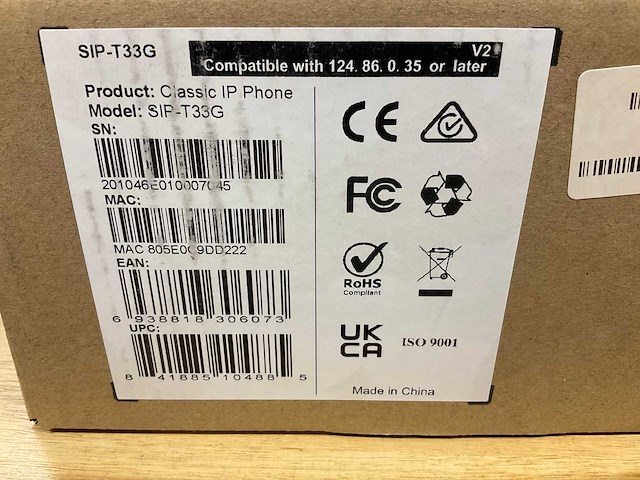 SIP-T33G
V2
Compatible with 124. 86. 0. 35 or later
Product: Classic IP Phone
Model: SIP-T33G
SN:
201046E010007045
MAC:
MAC 805E0C9DD222
EAN:
6 938818 306073
UPC:
8 41885 10488 5
CE
FC
RoHS
Compliant
UK
CA
ISO 9001
Made in China